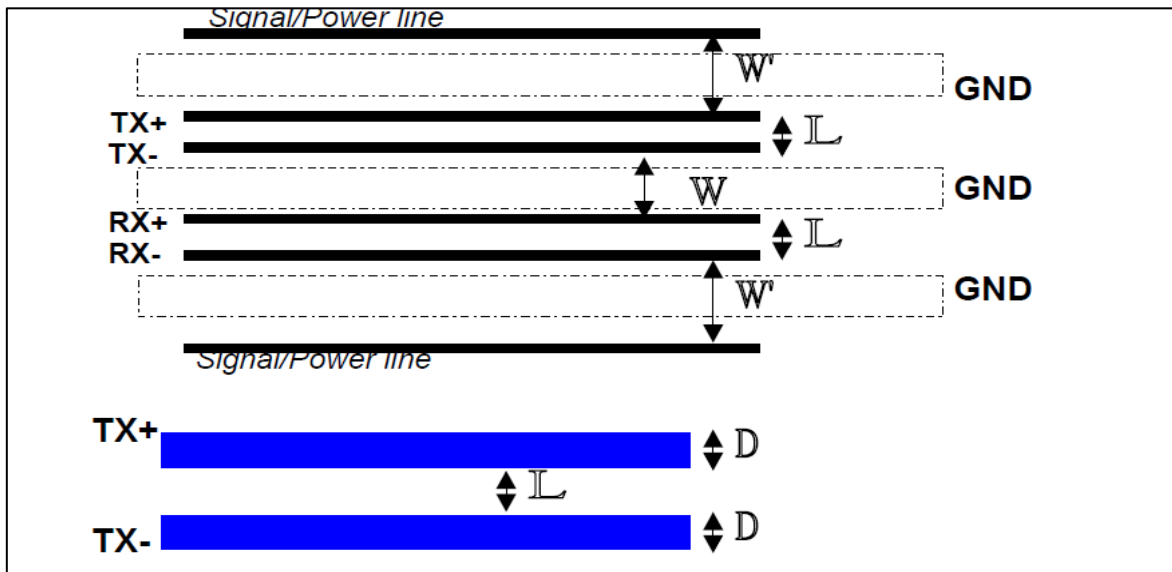 Signal/Power line
W'
GND
TX+
L
TX-
W
GND
RX+
L
RX-
W'
GND
Signal/Power line
TX+
D
L
D
TX-